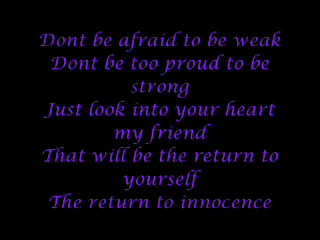 Dont be afraid to be weak
Dont be too proud to be
strong
Just look into your heart
my friend
That will be the return to
yourself
The return to innocence